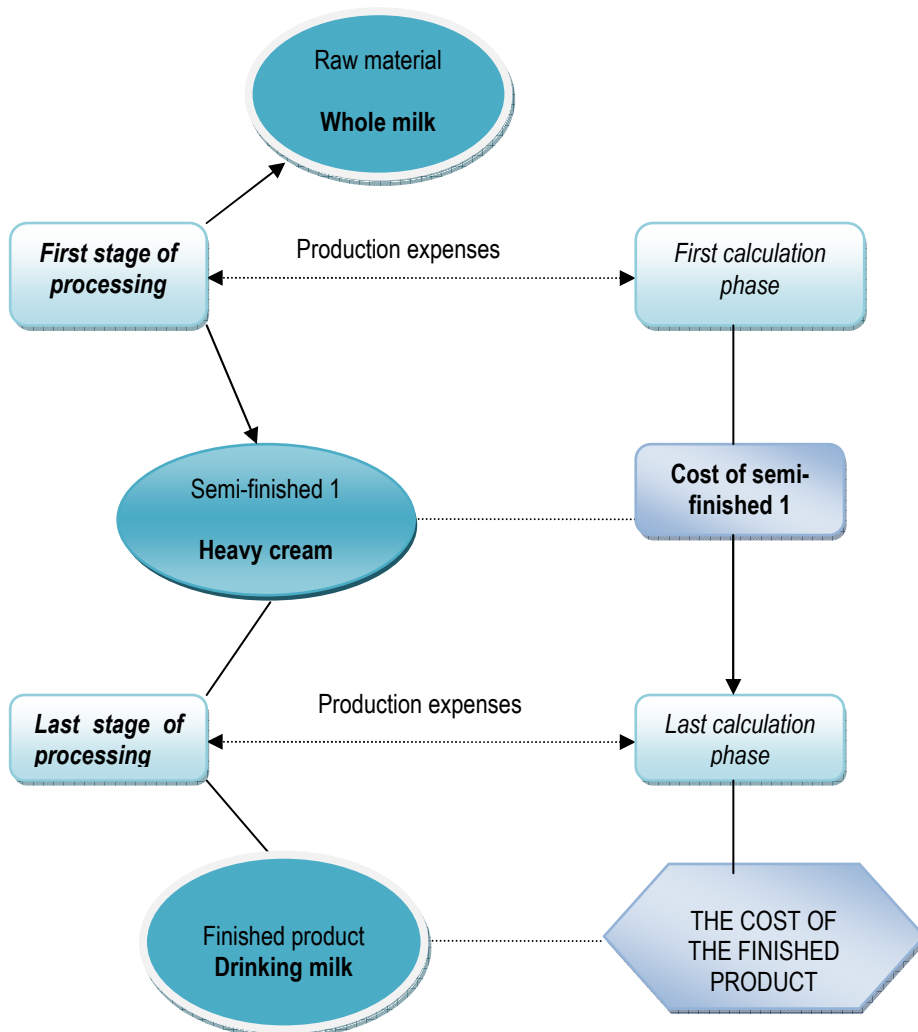 Raw material
Whole milk
First stage of
processing
Production expenses
First calculation
phase
Semi-finished 1
Heavy cream
Cost of semi-
finished 1
Last stage of
processing
Production expenses
Last calculation
phase
Finished product
Drinking milk
THE COST OF
THE FINISHED
PRODUCT